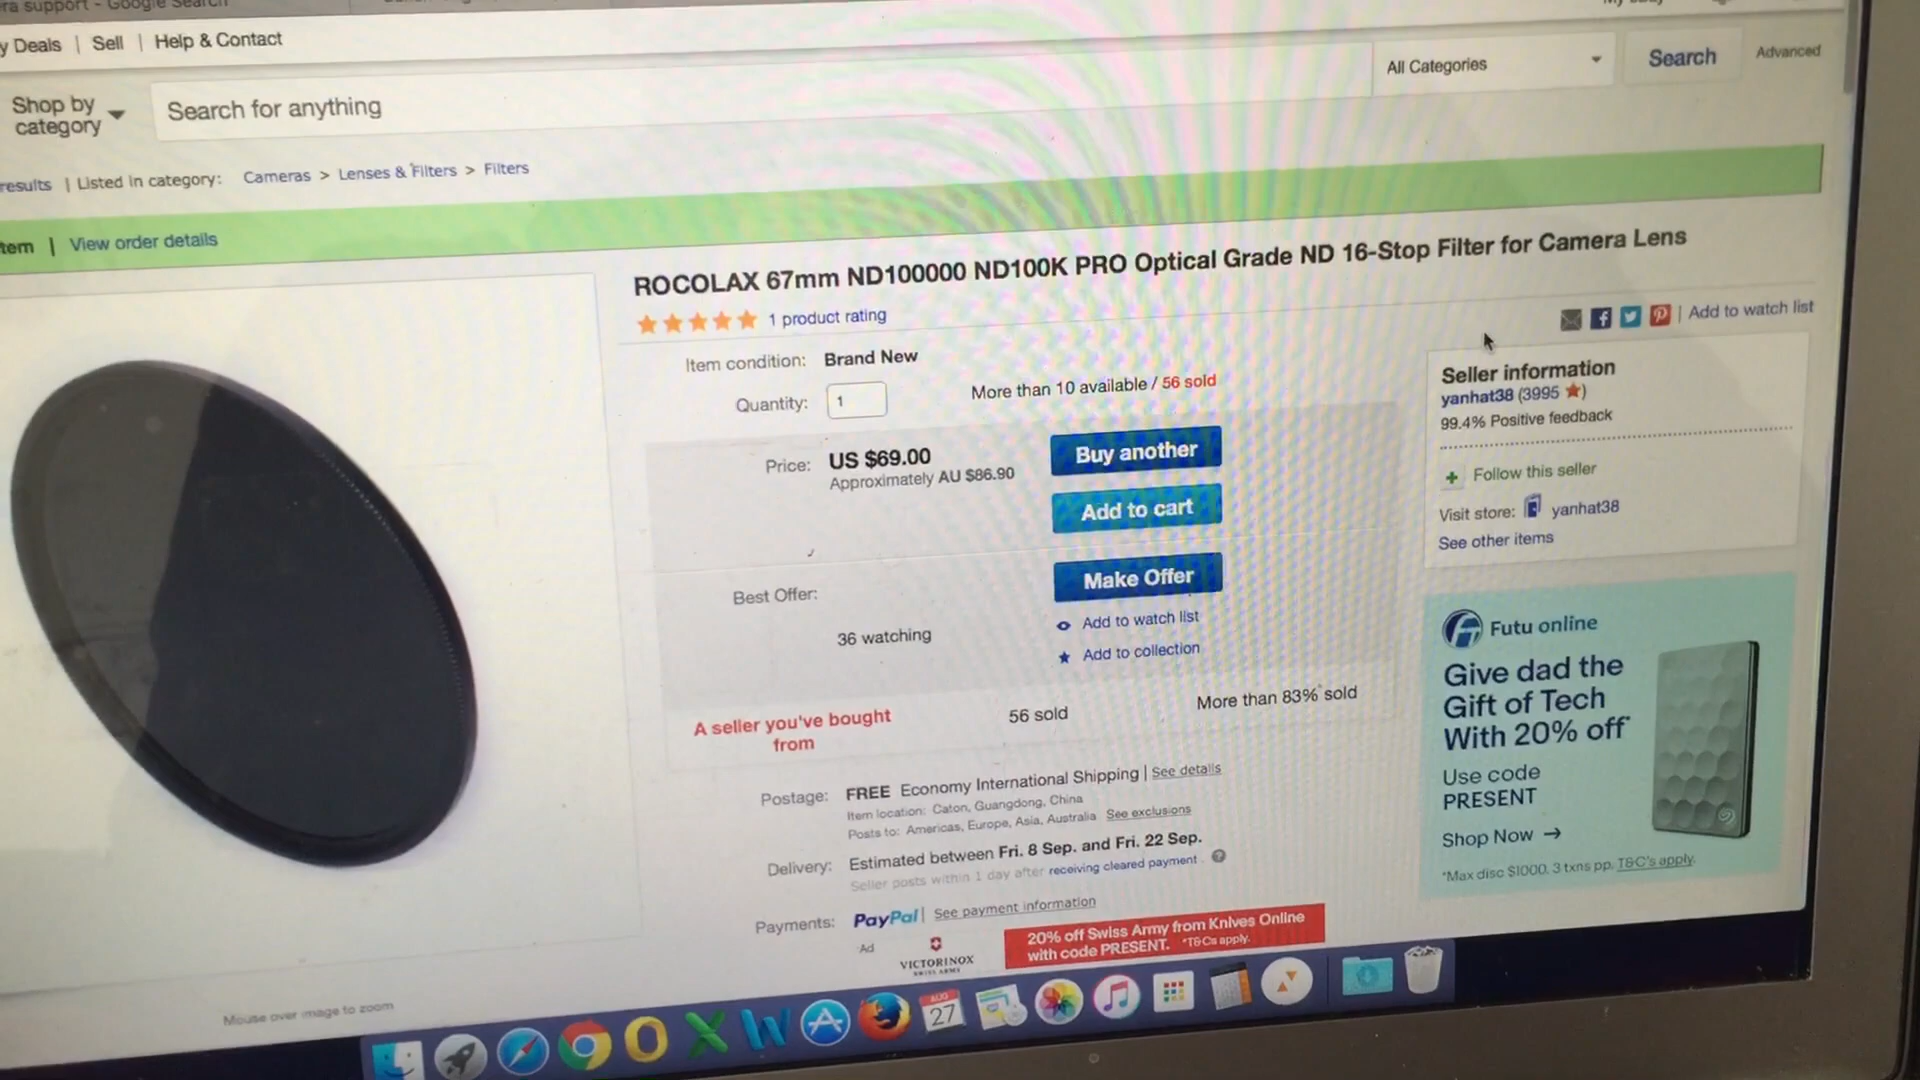 ra support - Google Search
y Deals | Sell | Help & Contact
Shop by
category
Search for anything
All Categories
Search
Advanced
results | Listed in category: Cameras > Lenses & Filters > Filters
tem | View order details
ROCOLAX 67mm ND100000 ND100K PRO Optical Grade ND 16-Stop Filter for Camera Lens
1 product rating
| Add to watch list
Item condition: Brand New
Quantity: 1
More than 10 available / 56 sold
Price: US $69.00
Approximately AU $86.90
Buy another
Add to cart
Best Offer:
Make Offer
36 watching
Add to watch list
Add to collection
A seller you've bought
from
56 sold
More than 83% sold
Postage: FREE Economy International Shipping | See details
Item location: Caton, Guangdong, China
Posts to: Americas, Europe, Asia, Australia See exclusions
Delivery: Estimated between Fri. 8 Sep. and Fri. 22 Sep.
Seller posts within 1 day after receiving cleared payment
Payments: PayPal | See payment information
Ad
VICTORINOX
SWISS ARMY
20% off Swiss Army from Knives Online
with code PRESENT. *T&Cs apply.
Mouse over image to zoom
Seller information
yanhat38 (3995)
99.4% Positive feedback
+ Follow this seller
Visit store: yanhat38
See other items
Futu online
Give dad the
Gift of Tech
With 20% off*
Use code
PRESENT
Shop Now →
*Max disc $1000. 3 txns pp. T&C's apply.
AUG
27